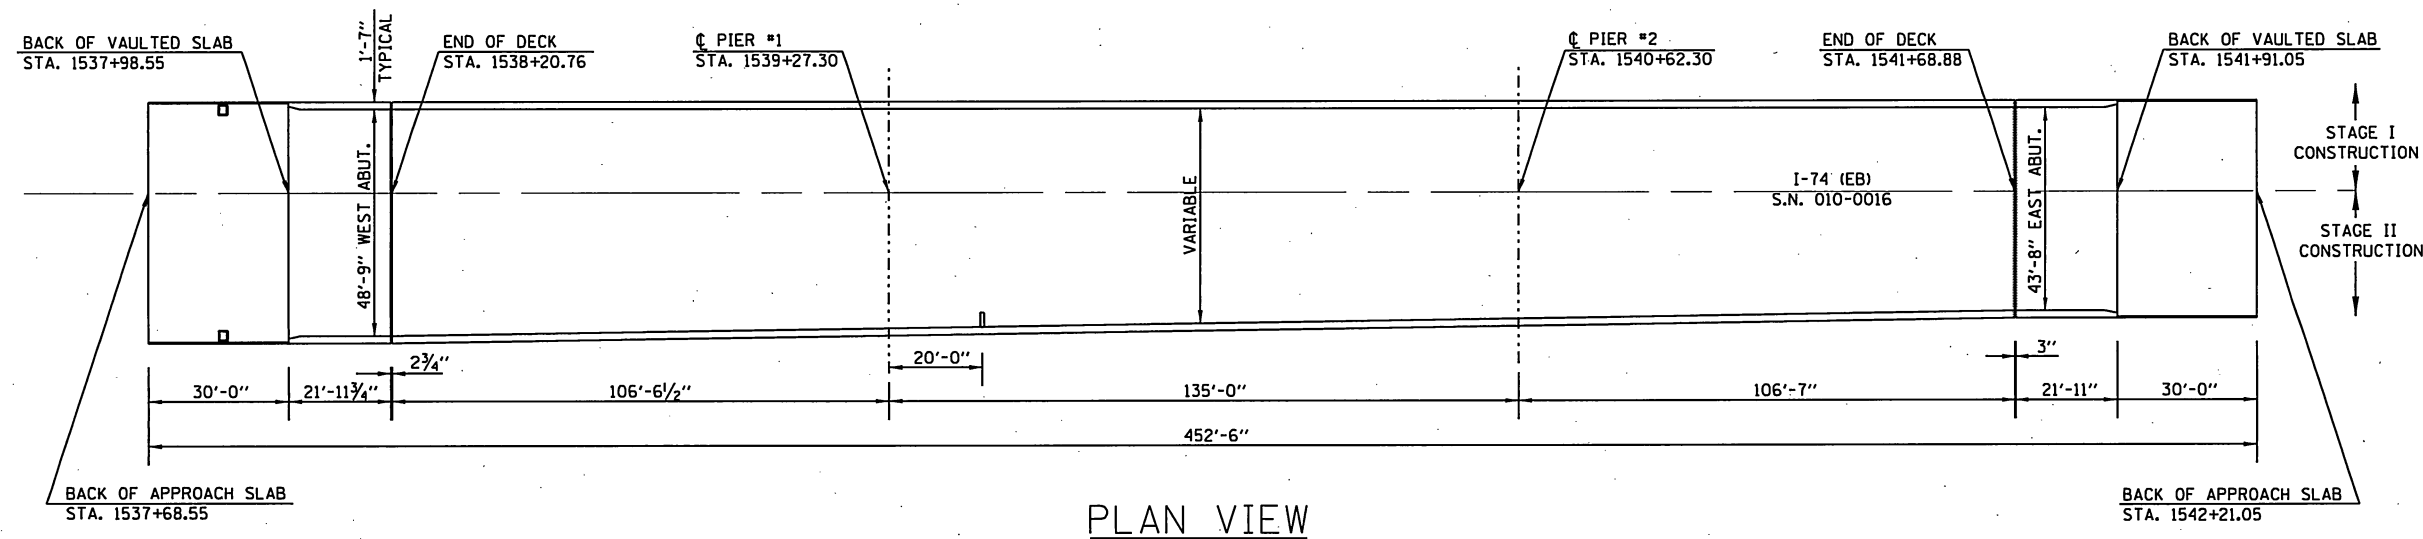 BACK OF VAULTED SLAB
STA. 1537+98.55
1'-7"
TYPICAL
END OF DECK
STA. 1538+20.76
℄ PIER #1
STA. 1539+27.30
℄ PIER #2
STA. 1540+62.30
END OF DECK
STA. 1541+68.88
BACK OF VAULTED SLAB
STA. 1541+91.05
48'-9" WEST ABUT.
VARIABLE
I-74 (EB)
S.N. 010-0016
43'-8" EAST ABUT.
STAGE I
CONSTRUCTION
STAGE II
CONSTRUCTION
2¾"
20'-0"
3"
30'-0"
21'-11¾"
106'-6½"
135'-0"
106'-7"
21'-11"
30'-0"
452'-6"
BACK OF APPROACH SLAB
STA. 1537+68.55
BACK OF APPROACH SLAB
STA. 1542+21.05
PLAN VIEW